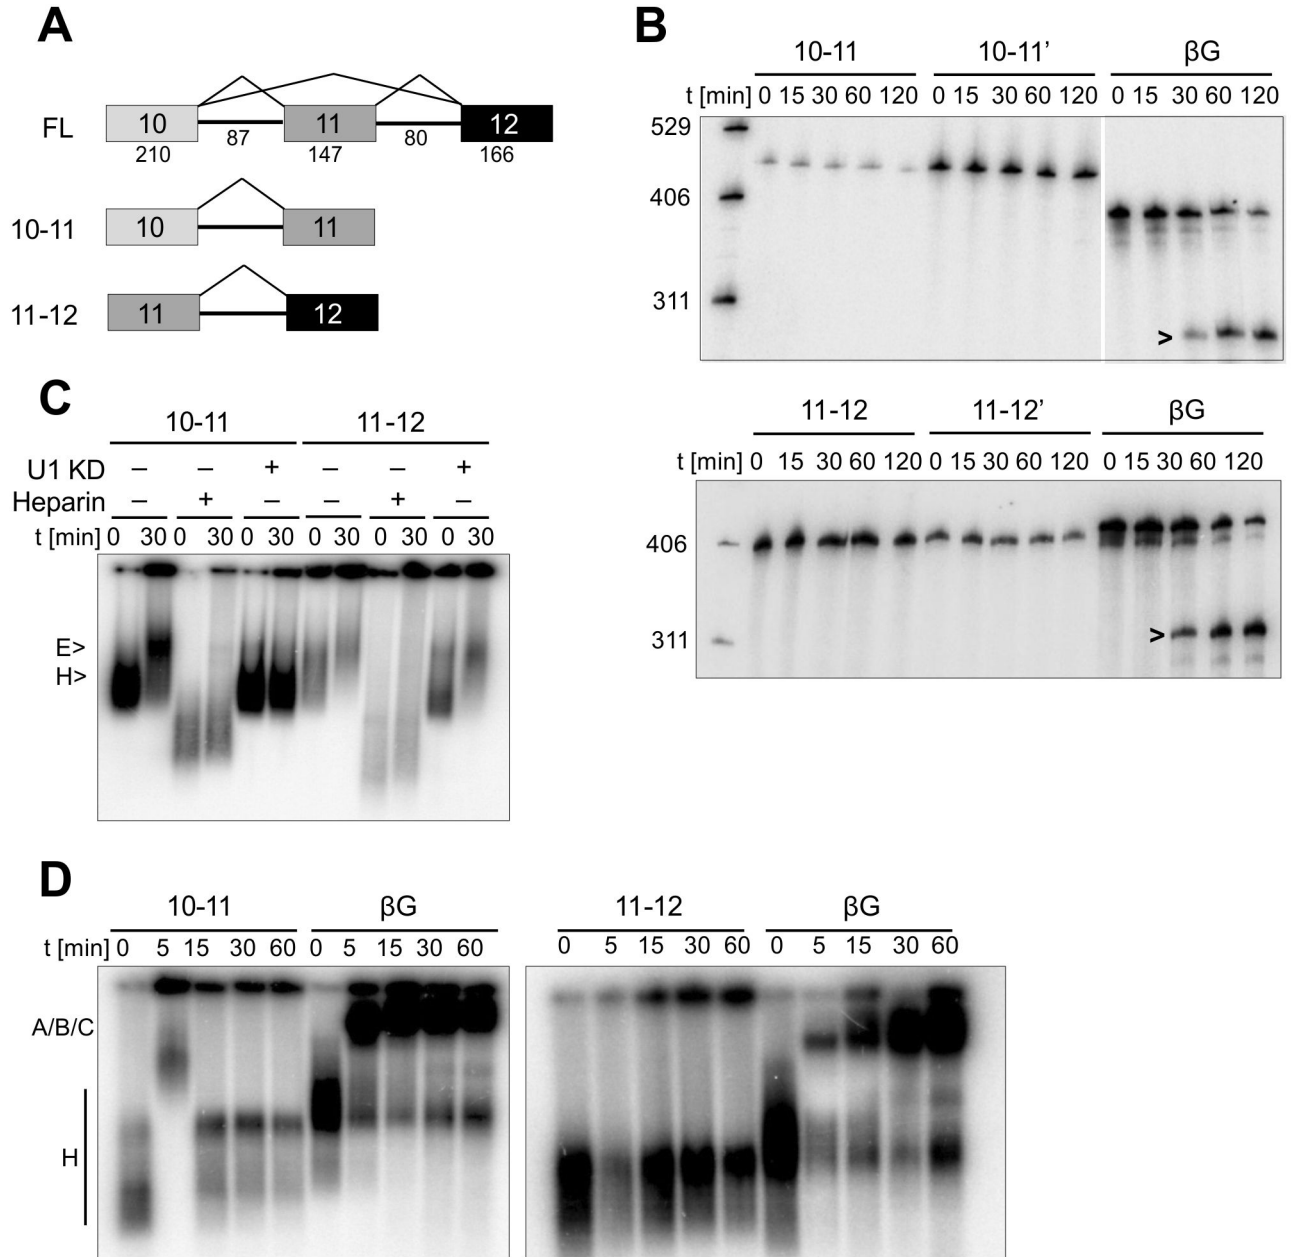 A
FL
10
11
12
87
80
210
147
166
10-11
10
11
11-12
11
12
B
10-11
10-11’
βG
t [min]
0 15 30 60 120
0 15 30 60 120
0 15 30 60 120
529
406
311
>
11-12
11-12’
βG
t [min]
0 15 30 60 120
0 15 30 60 120
0 15 30 60 120
406
311
>
C
10-11
11-12
U1 KD
– – + – – +
Heparin
– + – – + –
t [min]
0 30 0 30 0 30 0 30 0 30 0 30
E>
H>
D
10-11
βG
t [min]
0 5 15 30 60
0 5 15 30 60
A/B/C
H
11-12
βG
0 5 15 30 60
0 5 15 30 60